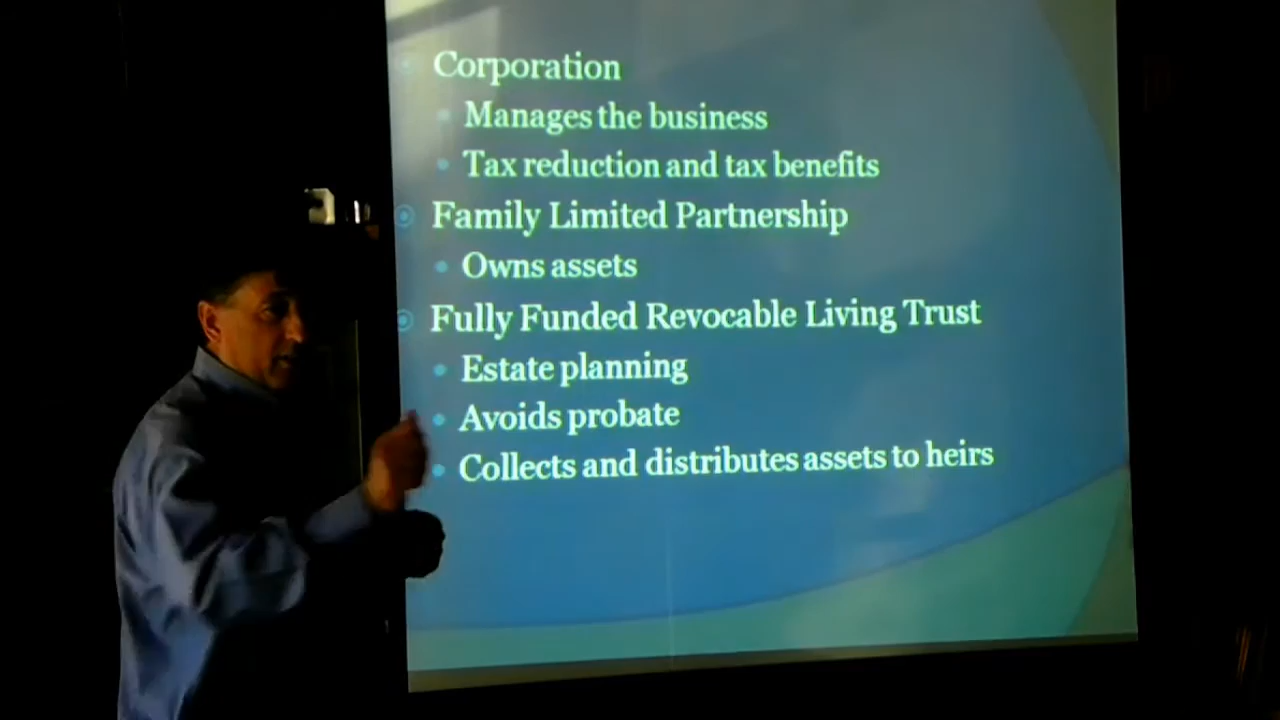 Corporation
Manages the business
Tax reduction and tax benefits
Family Limited Partnership
Owns assets
Fully Funded Revocable Living Trust
Estate planning
Avoids probate
Collects and distributes assets to heirs